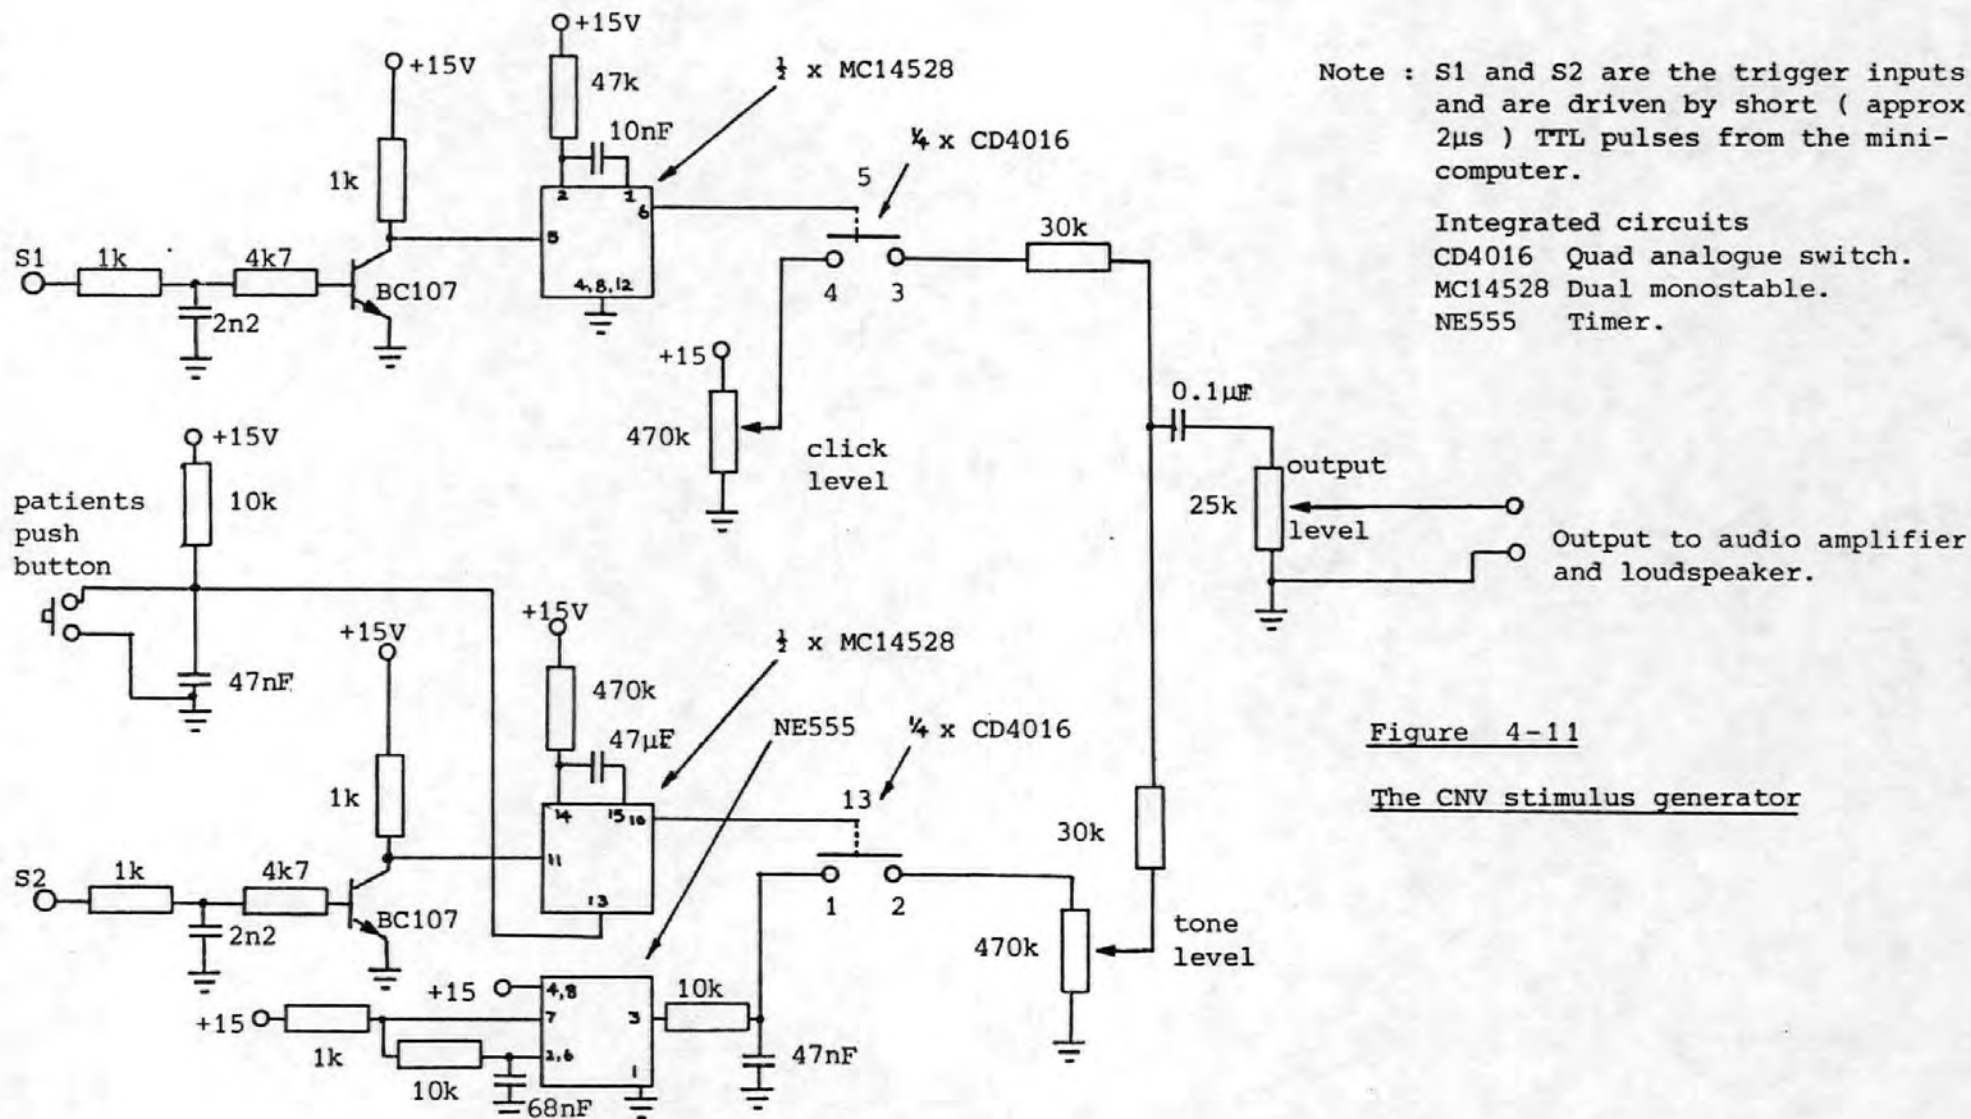 +15V
+15V
47k
½ x MC14528
10nF
¼ x CD4016
1k
2
1
6
5
S1
1k
4k7
5
BC107
4,8,12
2n2
4
3
30k
+15
470k
click
level
Note : S1 and S2 are the trigger inputs
and are driven by short ( approx
2µs ) TTL pulses from the mini-
computer.
Integrated circuits
CD4016 Quad analogue switch.
MC14528 Dual monostable.
NE555 Timer.
0.1µF
output
25k
level
Output to audio amplifier
and loudspeaker.
+15V
10k
patients
push
button
47nF
+15V
+15V
½ x MC14528
470k
NE555
47µF
¼ x CD4016
1k
14
15
10
13
11
S2
1k
4k7
13
BC107
2n2
1
2
30k
470k
tone
level
+15
4,8
+15
7
3
10k
1k
2,6
10k
1
68nF
47nF
Figure 4-11
The CNV stimulus generator